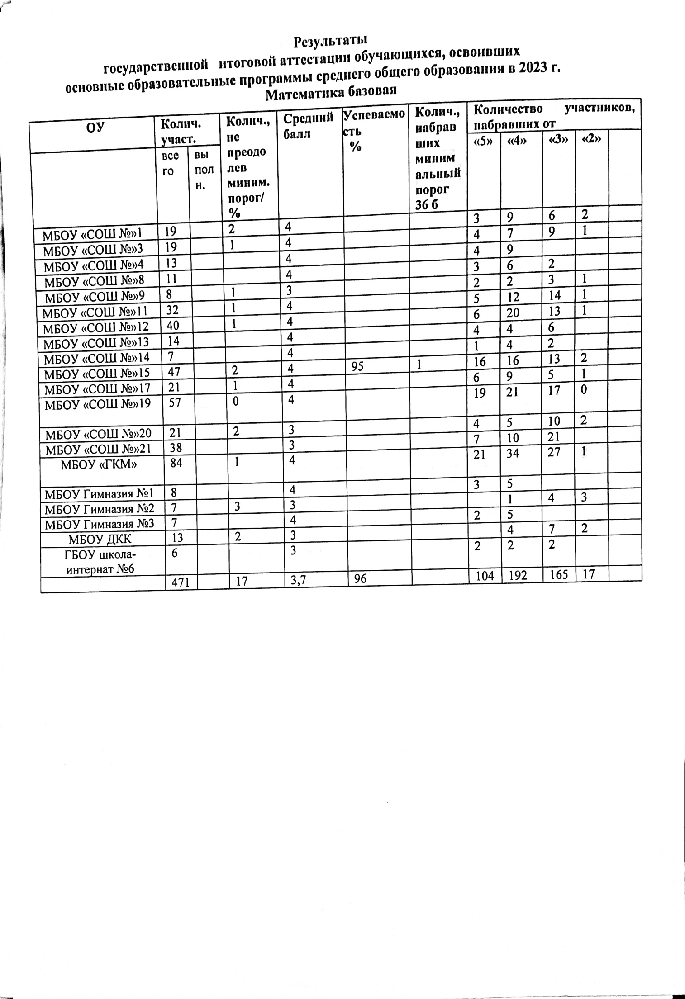 Результаты
государственной итоговой аттестации обучающихся, освоивших
основные образовательные программы среднего общего образования в 2023 г.
Математика базовая
ОУ Колич. участ. Колич., не преодо лев миним. порог/ % Средний балл Успеваемо сть % Колич., набрав ших миним альный порог 36 б Количество участников, набравших от
все го вы пол н. «5» «4» «3» «2»
МБОУ «СОШ №»1 19 2 4 3 9 6 2
МБОУ «СОШ №»3 19 1 4 4 7 9 1
МБОУ «СОШ №»4 13 4 4 9
МБОУ «СОШ №»8 11 4 3 6 2
МБОУ «СОШ №»9 8 1 3 2 2 3 1
МБОУ «СОШ №»11 32 1 4 5 12 14 1
МБОУ «СОШ №»12 40 1 4 6 20 13 1
МБОУ «СОШ №»13 14 4 4 4 6
МБОУ «СОШ №»14 7 4 1 4 2
МБОУ «СОШ №»15 47 2 4 95 1 16 16 13 2
МБОУ «СОШ №»17 21 1 4 6 9 5 1
МБОУ «СОШ №»19 57 0 4 19 21 17 0
МБОУ «СОШ №»20 21 2 3 4 5 10 2
МБОУ «СОШ №»21 38 3 7 10 21
МБОУ «ГКМ» 84 1 4 21 34 27 1
МБОУ Гимназия №1 8 4 3 5
МБОУ Гимназия №2 7 3 3 1 4 3
МБОУ Гимназия №3 7 4 2 5
МБОУ ДКК 13 2 3 4 7 2
ГБОУ школа-
интернат №6 6 3 2 2 2
471 17 3,7 96 104 192 165 17